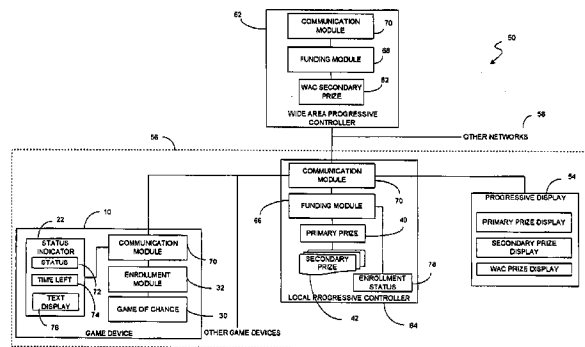 62
COMMUNICATION
MODULE
70
50
FUNDING MODULE
68
WAC SECONDARY
PRIZE
82
WIDE AREA PROGRESSIVE
CONTROLLER
58
OTHER NETWORKS
56
COMMUNICATION
MODULE
70
54
PROGRESSIVE DISPLAY
66
FUNDING MODULE
PRIMARY PRIZE DISPLAY
10
22
STATUS
INDICATOR
COMMUNICATION
MODULE
70
PRIMARY PRIZE
40
SECONDARY PRIZE
DISPLAY
STATUS
72
SECONDARY
PRIZE
WAC PRIZE DISPLAY
TIME LEFT
74
ENROLLMENT
MODULE
32
ENROLLMENT
STATUS
78
TEXT
DISPLAY
76
GAME OF CHANCE
30
LOCAL PROGRESSIVE CONTROLLER
42
64
GAME DEVICE
OTHER GAME DEVICES